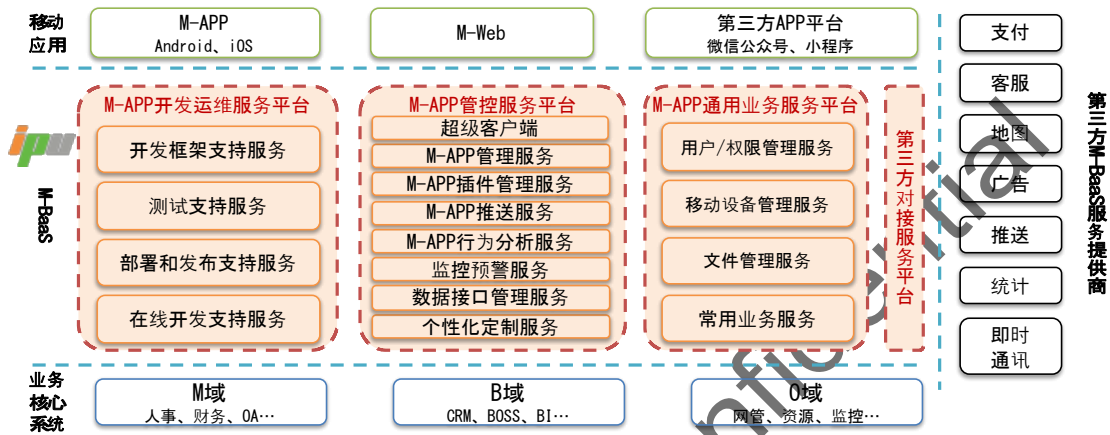 移动
应用
M-APP
Android、iOS
M-Web
第三方APP平台
微信公众号、小程序
ipu
M-BaaS
M-APP开发运维服务平台
开发框架支持服务
测试支持服务
部署和发布支持服务
在线开发支持服务
M-APP管控服务平台
超级客户端
M-APP管理服务
M-APP插件管理服务
M-APP推送服务
M-APP行为分析服务
监控预警服务
数据接口管理服务
个性化定制服务
M-APP通用业务服务平台
用户/权限管理服务
移动设备管理服务
文件管理服务
常用业务服务
第三方对接服务平台
业务
核心
系统
M域
人事、财务、OA…
B域
CRM、BOSS、BI…
O域
网管、资源、监控…
支付
客服
地图
广告
推送
统计
即时
通讯
第三方M-BaaS服务提供商
nfidential